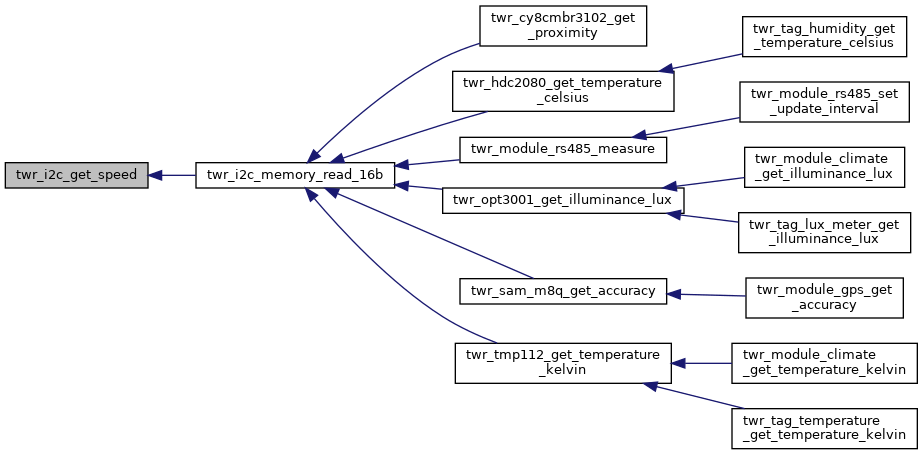 twr_i2c_get_speed
twr_i2c_memory_read_16b
twr_cy8cmbr3102_get
_proximity
twr_hdc2080_get_temperature
_celsius
twr_module_rs485_measure
twr_opt3001_get_illuminance_lux
twr_sam_m8q_get_accuracy
twr_tmp112_get_temperature
_kelvin
twr_tag_humidity_get
_temperature_celsius
twr_module_rs485_set
_update_interval
twr_module_climate
_get_illuminance_lux
twr_tag_lux_meter_get
_illuminance_lux
twr_module_gps_get
_accuracy
twr_module_climate
_get_temperature_kelvin
twr_tag_temperature
_get_temperature_kelvin